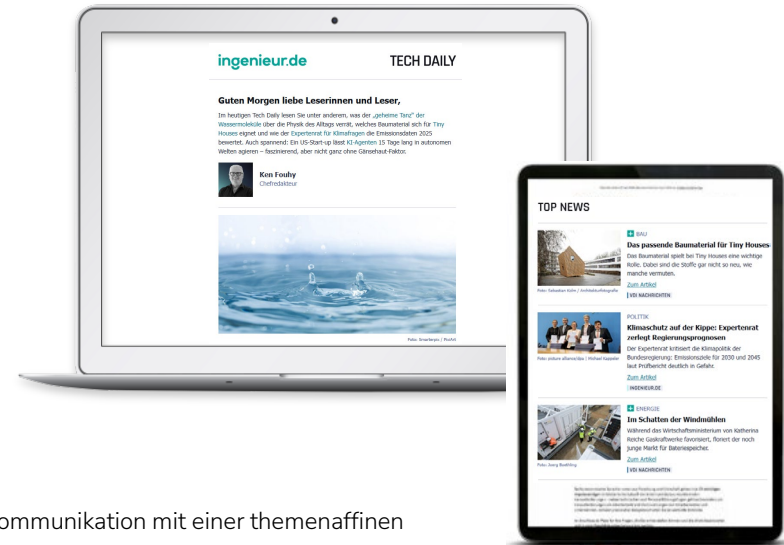 ingenieur.de
TECH DAILY
Guten Morgen liebe Leserinnen und Leser,
Im heutigen Tech Daily lesen Sie unter anderem, was der „geheime Tanz" der
Wassermoleküle über die Physik des Alltags verrät, welches Baumaterial sich für Tiny
Houses eignet und wie der Expertenrat für Klimafragen die Emissionsdaten 2025
bewertet. Auch spannend: Ein US-Start-up lässt KI-Agenten 15 Tage lang in autonomen
Welten agieren – faszinierend, aber nicht ganz ohne Gänsehaut-Faktor.
Ken Fouhy
Chefredakteur
TOP NEWS
BAU
Das passende Baumaterial für Tiny Houses
Das Baumaterial spielt bei Tiny Houses eine wichtige
Rolle. Dabei sind die Stoffe gar nicht so neu, wie
manche vermuten.
Zum Artikel
VDI NACHRICHTEN
POLITIK
Klimaschutz auf der Kippe: Expertenrat
zerlegt Regierungsprognosen
Der Expertenrat kritisiert die Klimapolitik der
Bundesregierung: Emissionsziele für 2030 und 2045
laut Prüfbericht deutlich in Gefahr.
Zum Artikel
INGENIEUR.DE
ENERGIE
Im Schatten der Windmühlen
Während das Wirtschaftsministerium von Katherina
Reiche Gaskraftwerke favorisiert, floriert der noch
junge Markt für Batteriespeicher.
Zum Artikel
VDI NACHRICHTEN
ommunikation mit einer themenaffinen